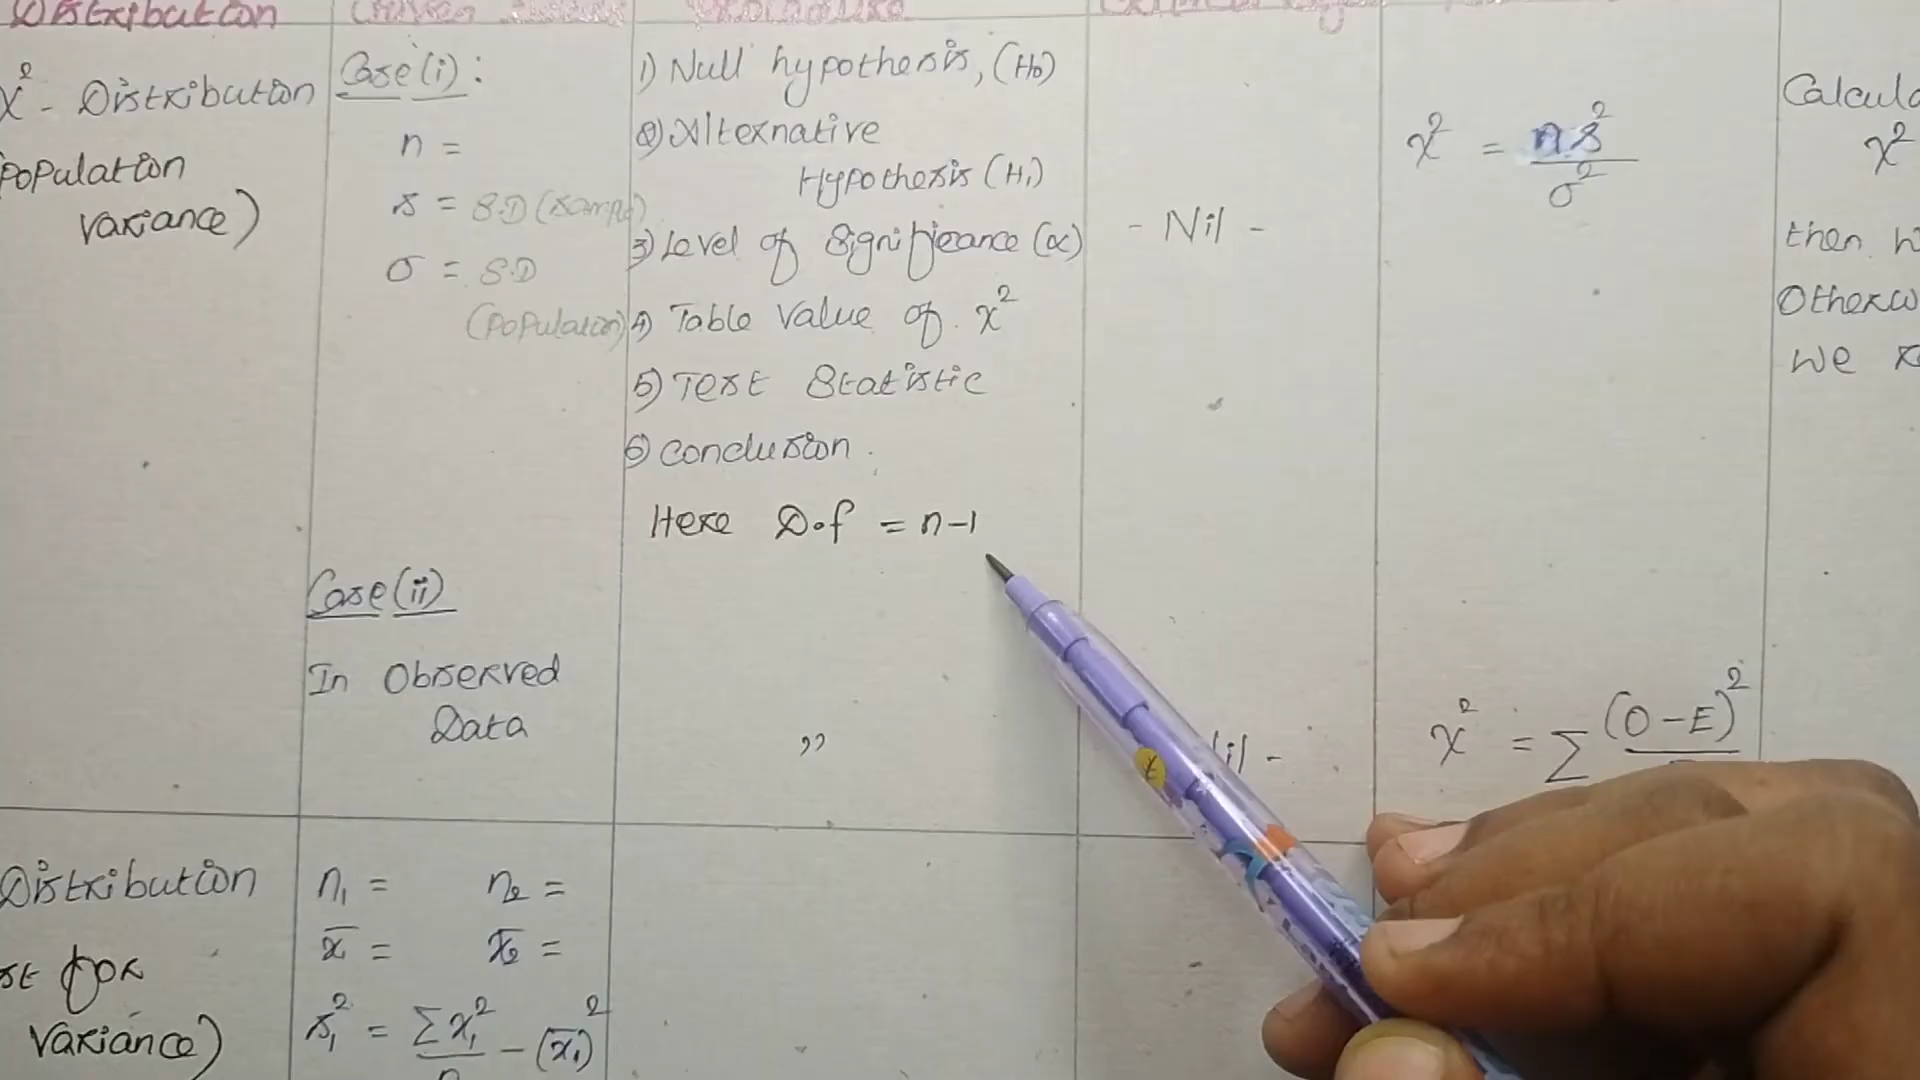 Distribution
Procedure
χ² - Distribution
Population
Variance)
Case(i):
n =
s = S.D (Sample)
σ = S.D
(Population)
1) Null hypothesis, (H0)
2) Alternative
Hypothesis (H1)
3) Level of Significance (α)
4) Table Value of χ²
5) Test Statistic
6) Conclusion.
Here D.o.f = n-1
- Nil -
χ² = ns²/σ²
χ²
then
we
Case(ii)
In Observed
Data
,,
χ² = Σ (O-E)²
Distribution
for
Variance)
n1 = n2 =
x̄1 = x̄2 =
s1² = Σx1² - (x̄1)²